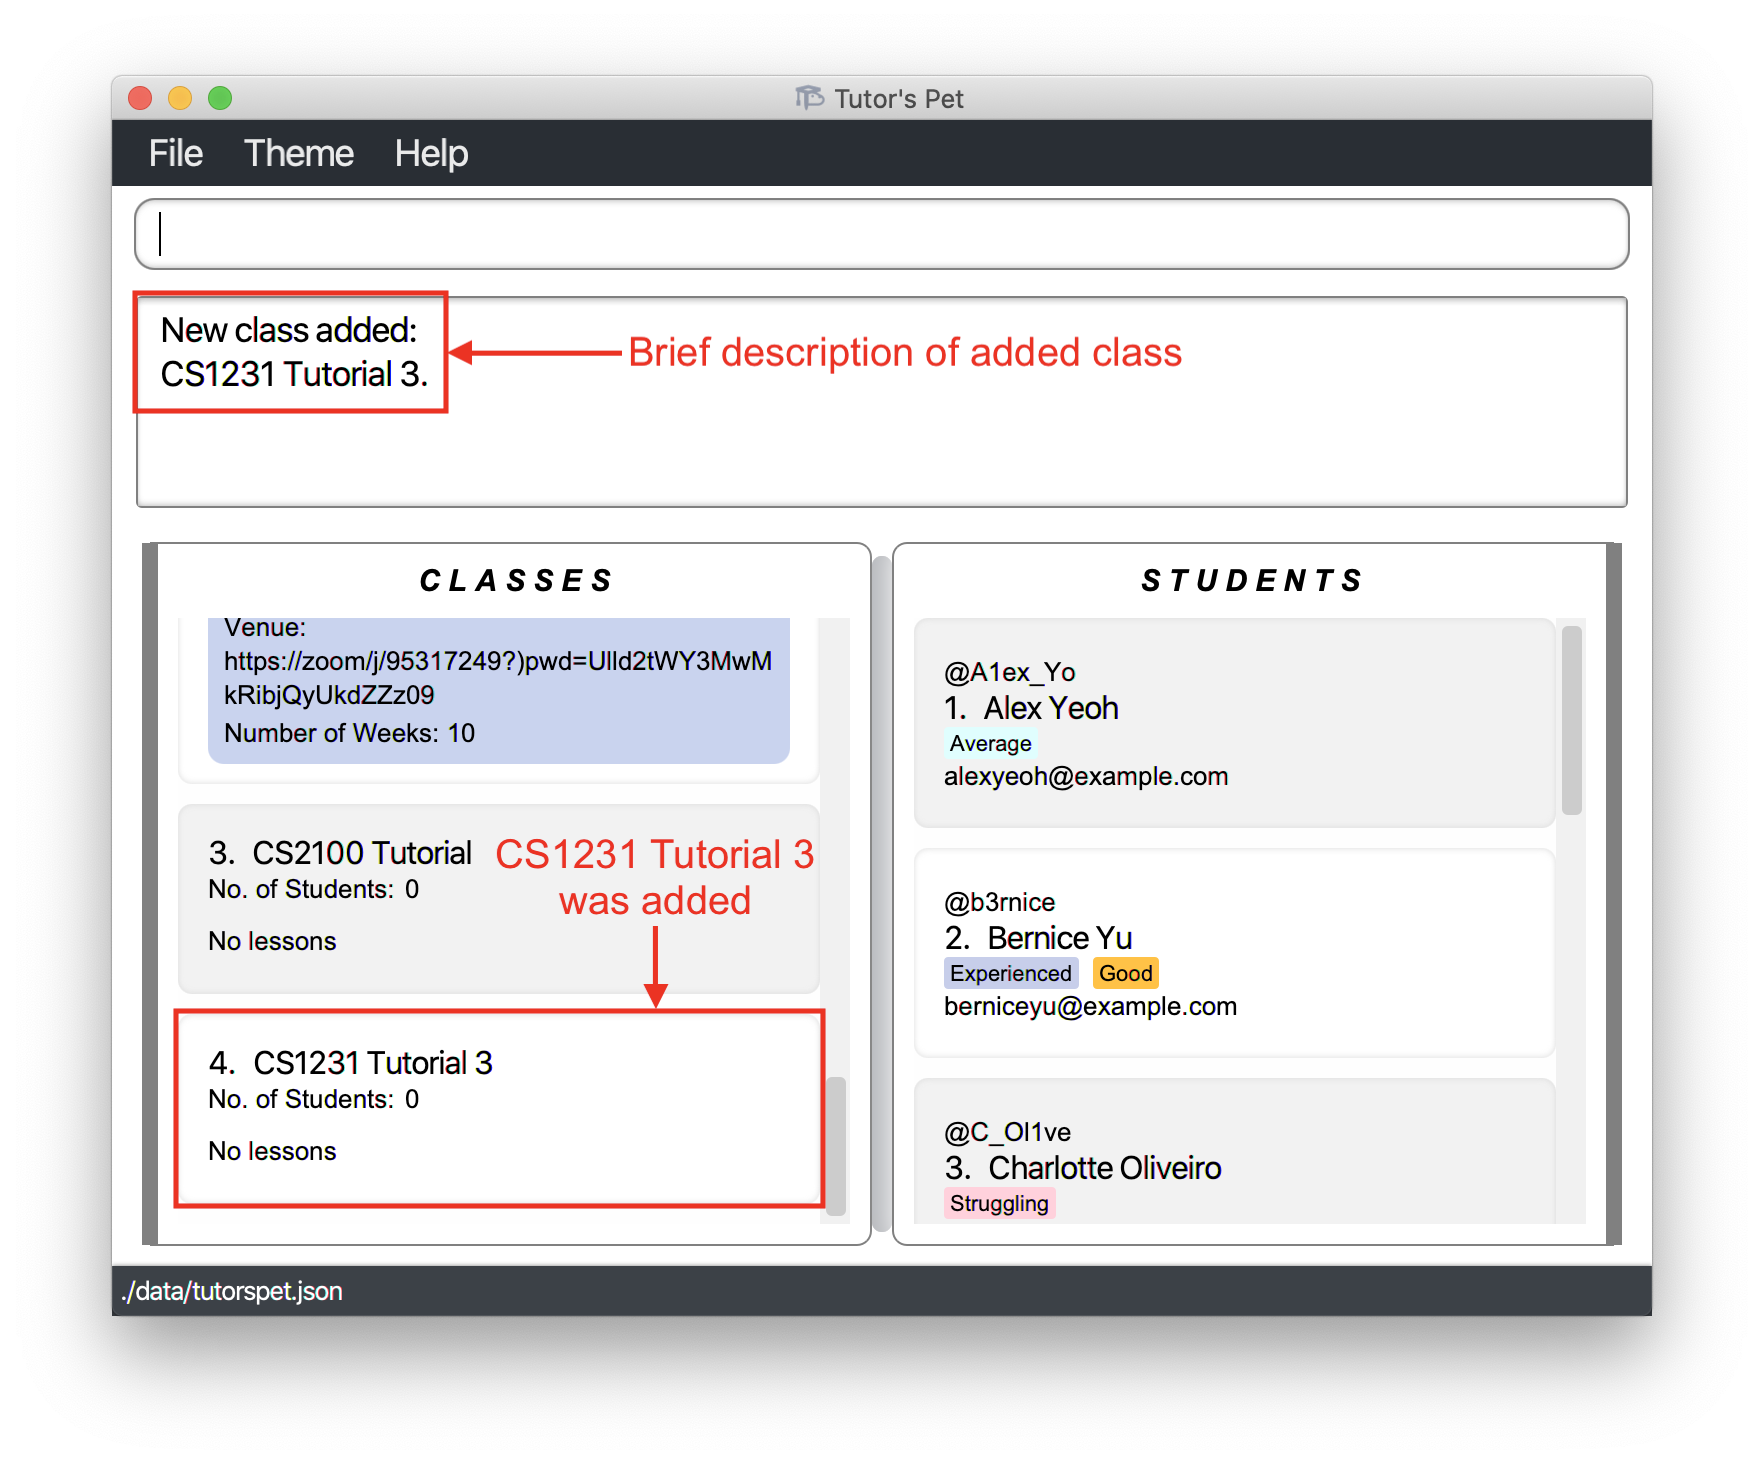 Tutor's Pet
File Theme Help
New class added:
CS1231 Tutorial 3.
Brief description of added class
CLASSES
Venue:
https://zoom/j/95317249?)pwd=UlId2tWY3MwM
kRibjQyUkdZZz09
Number of Weeks: 10
3. CS2100 Tutorial
No. of Students: 0
No lessons
CS1231 Tutorial 3
was added
4. CS1231 Tutorial 3
No. of Students: 0
No lessons
STUDENTS
@A1ex_Yo
1. Alex Yeoh
Average
alexyeoh@example.com
@b3rnice
2. Bernice Yu
Experienced Good
berniceyu@example.com
@C_Ol1ve
3. Charlotte Oliveiro
Struggling
./data/tutorspet.json